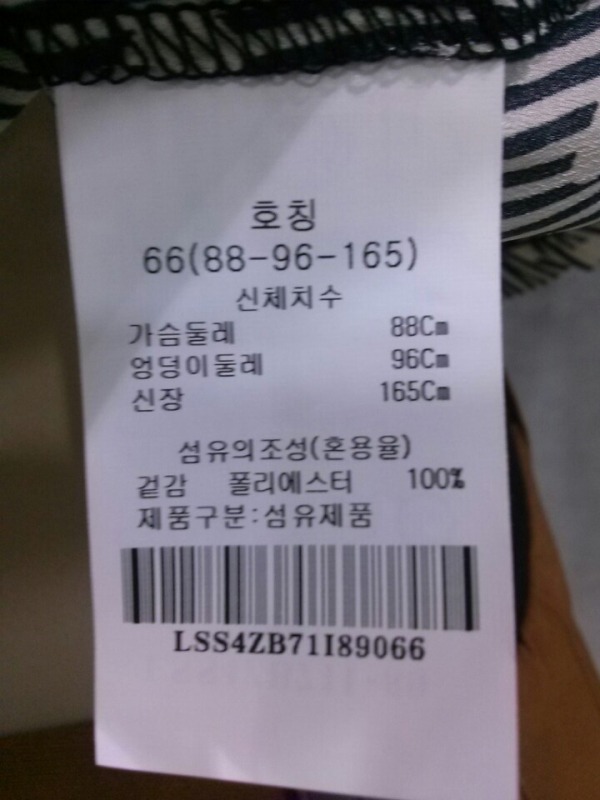 호칭
66(88-96-165)
신체치수
가슴둘레 88Cm
엉덩이둘레 96Cm
신장 165Cm
섬유의조성(혼용율)
겉감 폴리에스터 100%
제품구분:섬유제품
LSS4ZB71I89066